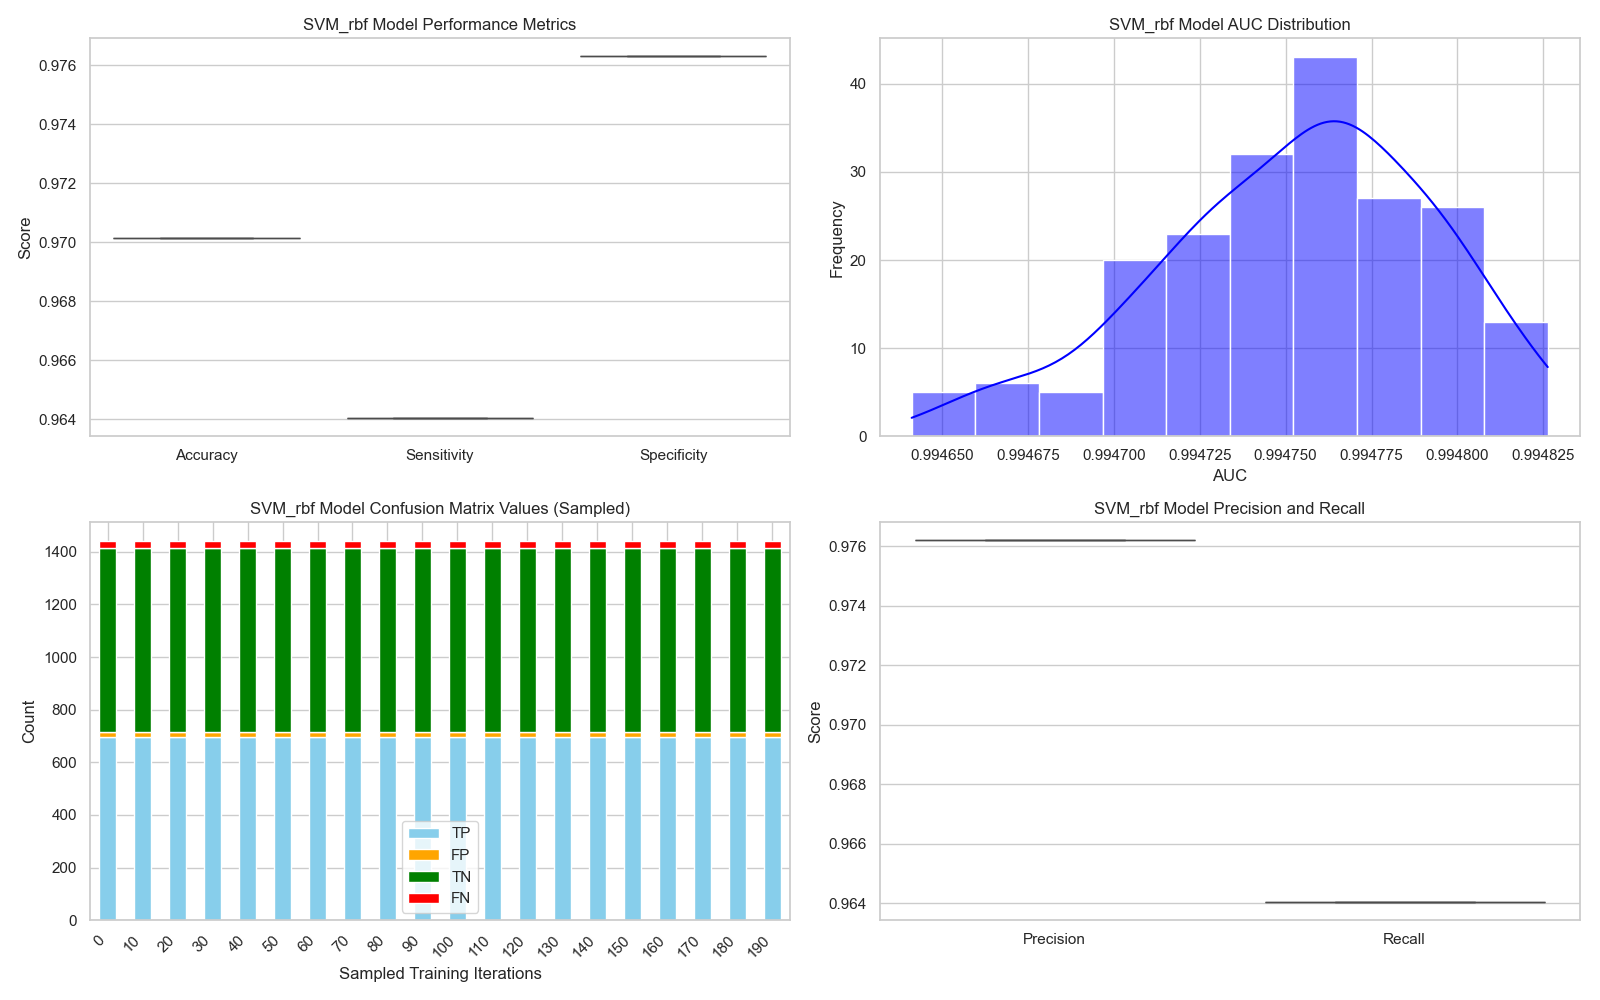 SVM_rbf Model Performance Metrics
0.976
0.974
0.972
0.970
0.968
0.966
0.964
Score
Accuracy Sensitivity Specificity
SVM_rbf Model AUC Distribution
40
30
20
10
0
Frequency
0.994650 0.994675 0.994700 0.994725 0.994750 0.994775 0.994800 0.994825
AUC
SVM_rbf Model Confusion Matrix Values (Sampled)
1400
1200
1000
800
600
400
200
0
Count
TP
FP
TN
FN
0 10 20 30 40 50 60 70 80 90 100 110 120 130 140 150 160 170 180 190
Sampled Training Iterations
SVM_rbf Model Precision and Recall
0.976
0.974
0.972
0.970
0.968
0.966
0.964
Score
Precision Recall